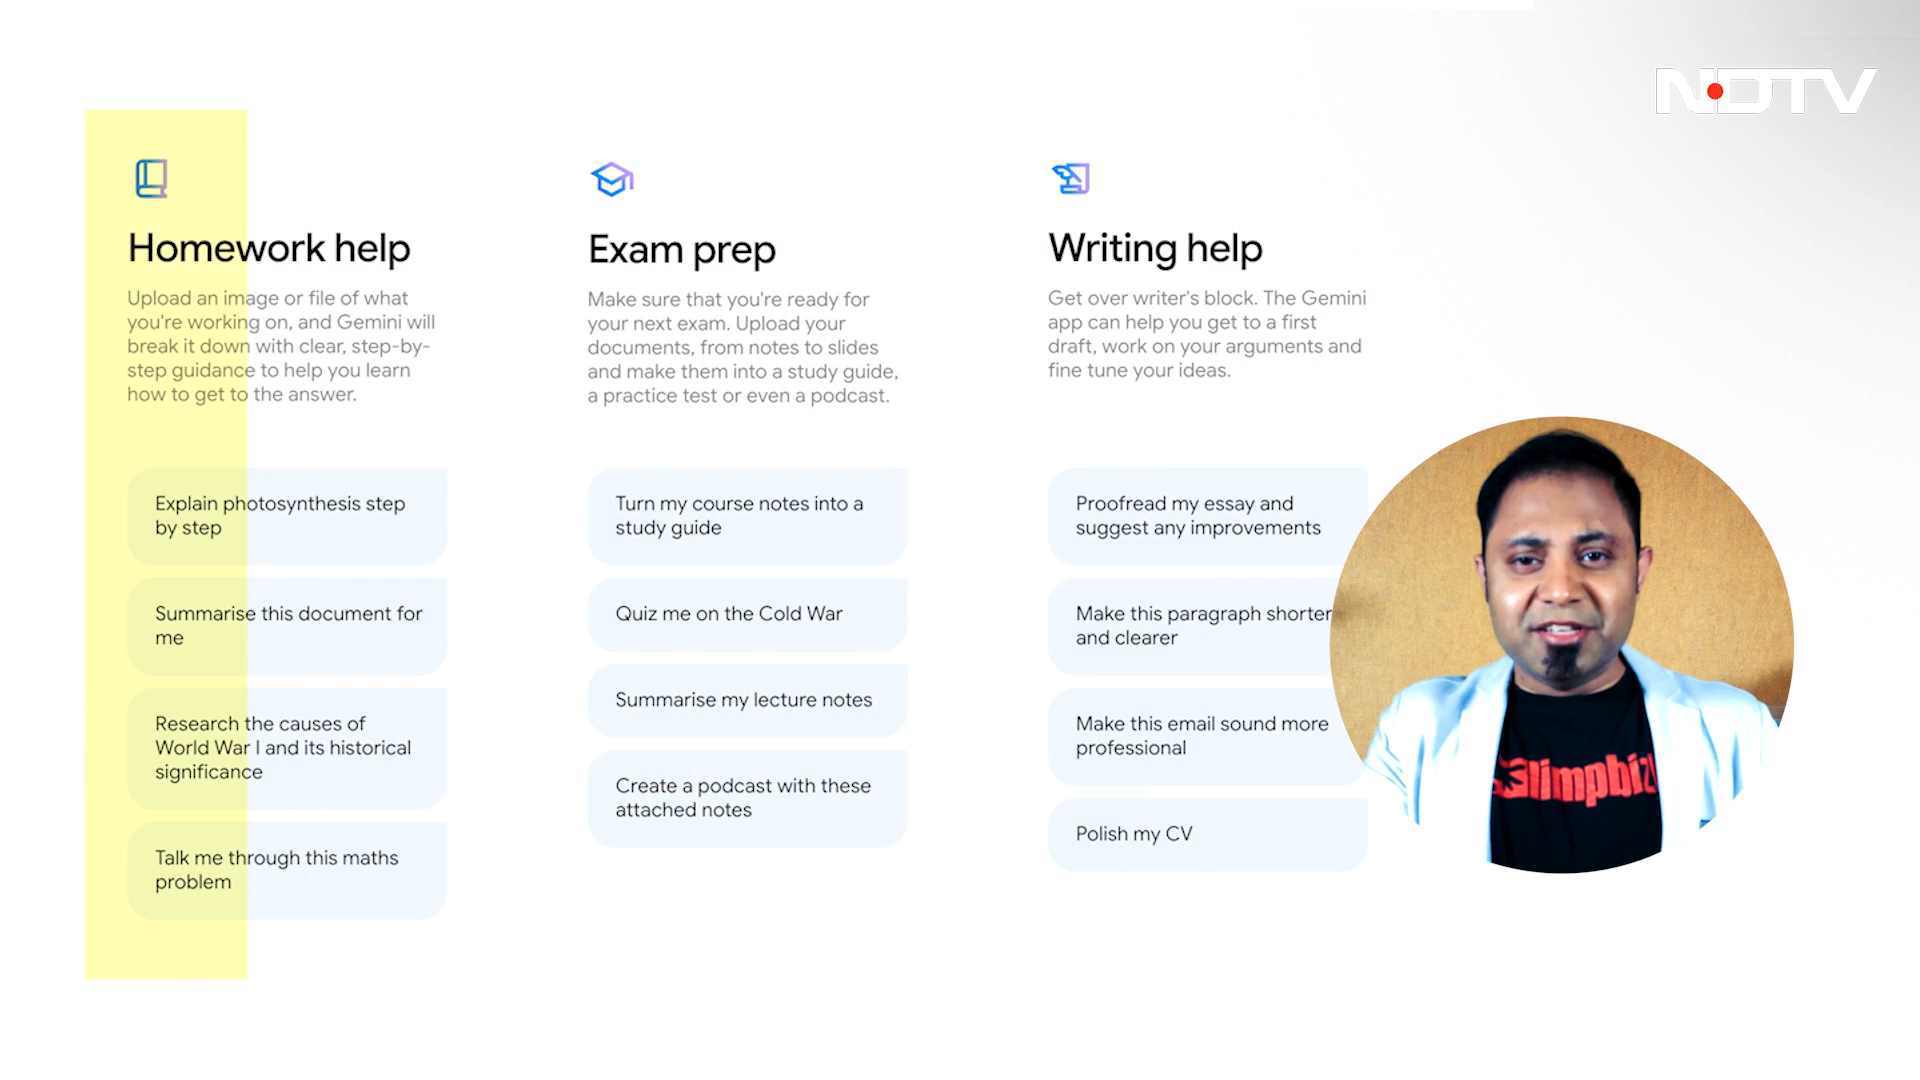 NDTV
Homework help
Upload an image or file of what
you're working on, and Gemini will
break it down with clear, step-by-
step guidance to help you learn
how to get to the answer.
Explain photosynthesis step
by step
Summarise this document for
me
Research the causes of
World War I and its historical
significance
Talk me through this maths
problem
Exam prep
Make sure that you're ready for
your next exam. Upload your
documents, from notes to slides
and make them into a study guide,
a practice test or even a podcast.
Turn my course notes into a
study guide
Quiz me on the Cold War
Summarise my lecture notes
Create a podcast with these
attached notes
Writing help
Get over writer's block. The Gemini
app can help you get to a first
draft, work on your arguments and
fine tune your ideas.
Proofread my essay and
suggest any improvements
Make this paragraph shorter
and clearer
Make this email sound more
professional
Polish my CV